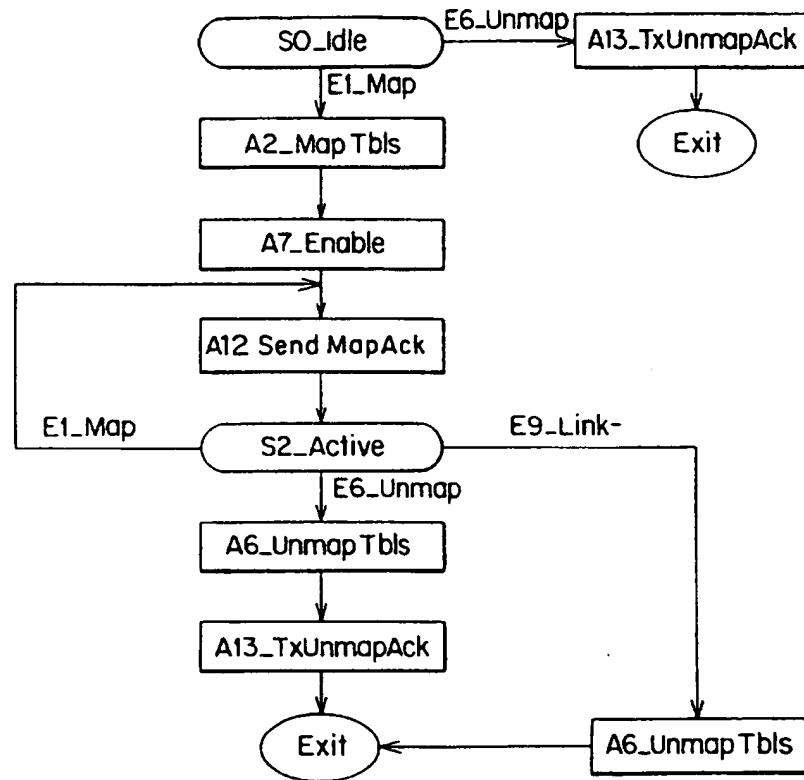 S0_Idle
E6_Unmap
A13_TxUnmapAck
E1_Map
Exit
A2_Map Tbls
A7_Enable
A12 Send MapAck
E1_Map
S2_Active
E9_Link-
E6_Unmap
A6_Unmap Tbls
A13_TxUnmapAck
Exit
A6_Unmap Tbls